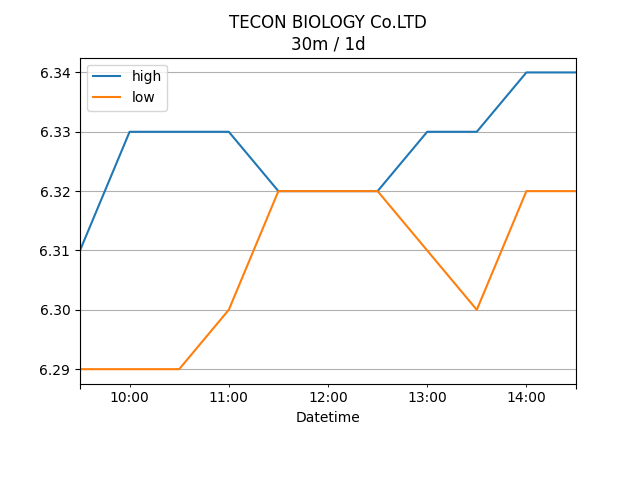 TECON BIOLOGY Co.LTD
30m / 1d
high
low
6.34
6.33
6.32
6.31
6.30
6.29
10:00 11:00 12:00 13:00 14:00
Datetime